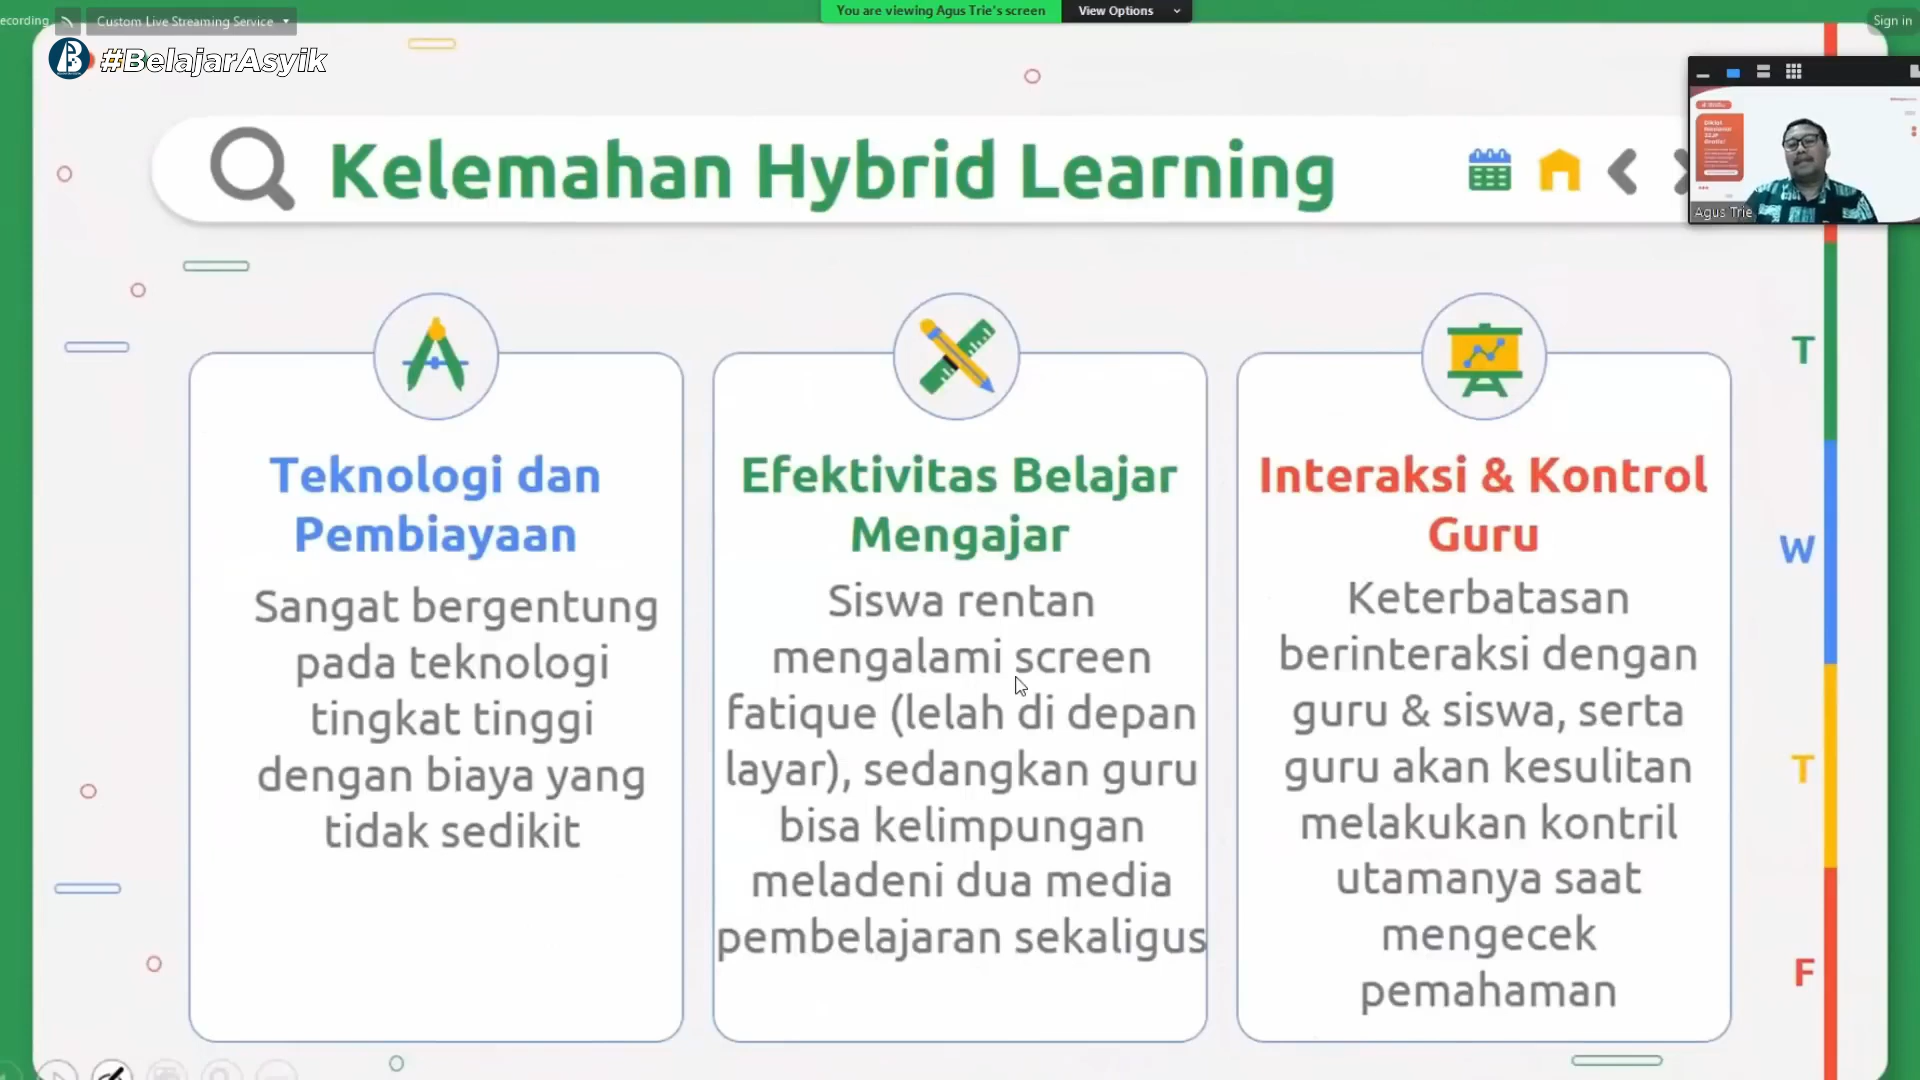 ecording
Custom Live Streaming Service
You are viewing Agus Trie's screen
View Options
Sign in
#BelajarAsyik
Kelemahan Hybrid Learning
Agus Trie
Teknologi dan
Pembiayaan
Sangat bergentung
pada teknologi
tingkat tinggi
dengan biaya yang
tidak sedikit
Efektivitas Belajar
Mengajar
Siswa rentan
mengalami screen
fatique (lelah di depan
layar), sedangkan guru
bisa kelimpungan
meladeni dua media
pembelajaran sekaligus
Interaksi & Kontrol
Guru
Keterbatasan
berinteraksi dengan
guru & siswa, serta
guru akan kesulitan
melakukan kontril
utamanya saat
mengecek
pemahaman
T
W
T
F